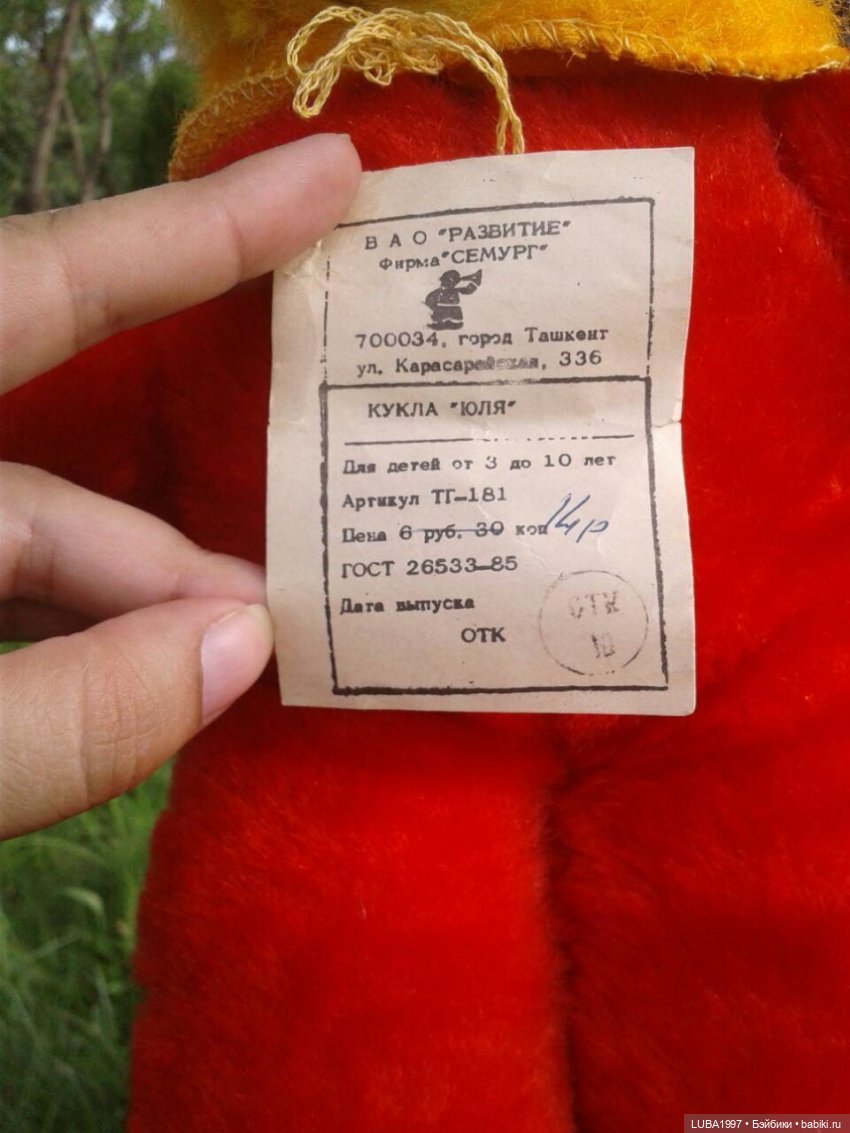 В А О "РАЗВИТИЕ"
Фирма "СЕМУРГ"
700034, город Ташкент
ул. Карасарайская, 336
КУКЛА "ЮЛЯ"
Для детей от 3 до 10 лет
Артикул ТГ-181
Цена 6 руб. 30 коп 14р
ГОСТ 26533-85
Дата выпуска
ОТК
ОТК
10
LUBA1997 • Бэйбики • babiki.ru